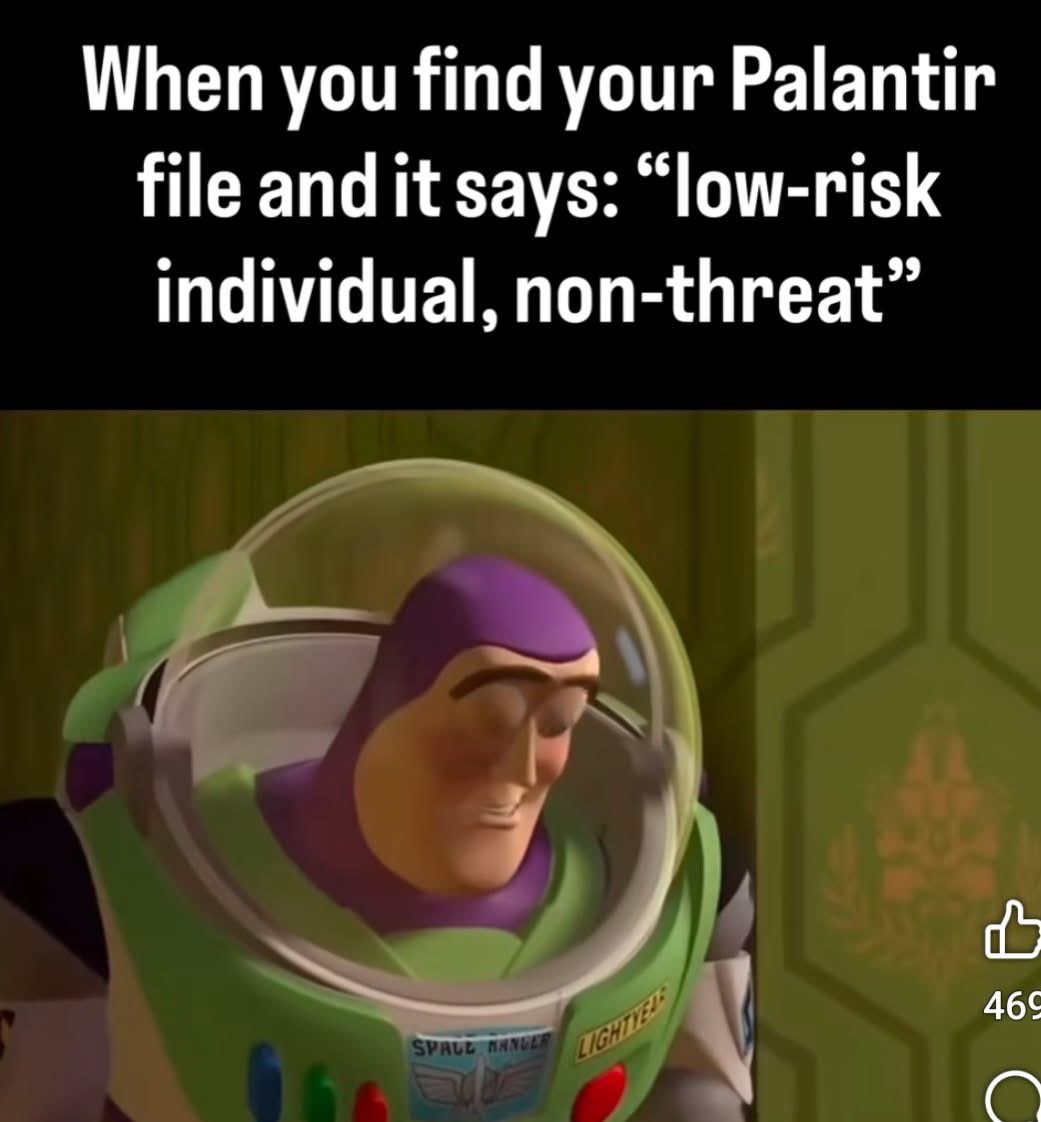 When you find your Palantir
file and it says: “low-risk
individual, non-threat”
SPACE RANGER
LIGHTYEAR
469